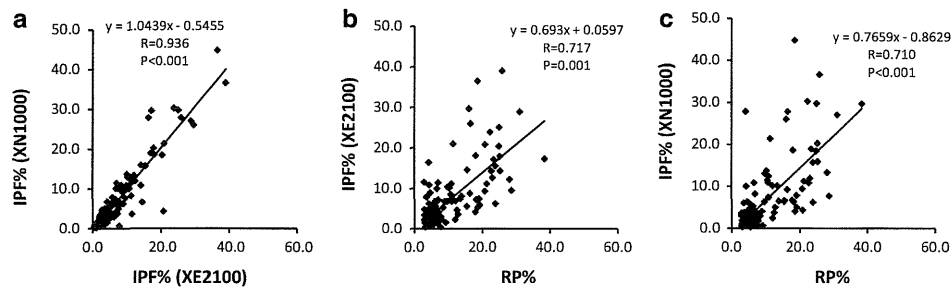 a
y = 1.0439x - 0.5455
R=0.936
P<0.001
50.0
40.0
30.0
20.0
10.0
0.0
0.0 20.0 40.0 60.0
IPF% (XN1000)
IPF% (XE2100)
b
y = 0.693x + 0.0597
R=0.717
P=0.001
50.0
40.0
30.0
20.0
10.0
0.0
0.0 20.0 40.0 60.0
IPF% (XE2100)
RP%
c
y = 0.7659x - 0.8629
R=0.710
P<0.001
50.0
40.0
30.0
20.0
10.0
0.0
0.0 20.0 40.0 60.0
IPF% (XN1000)
RP%